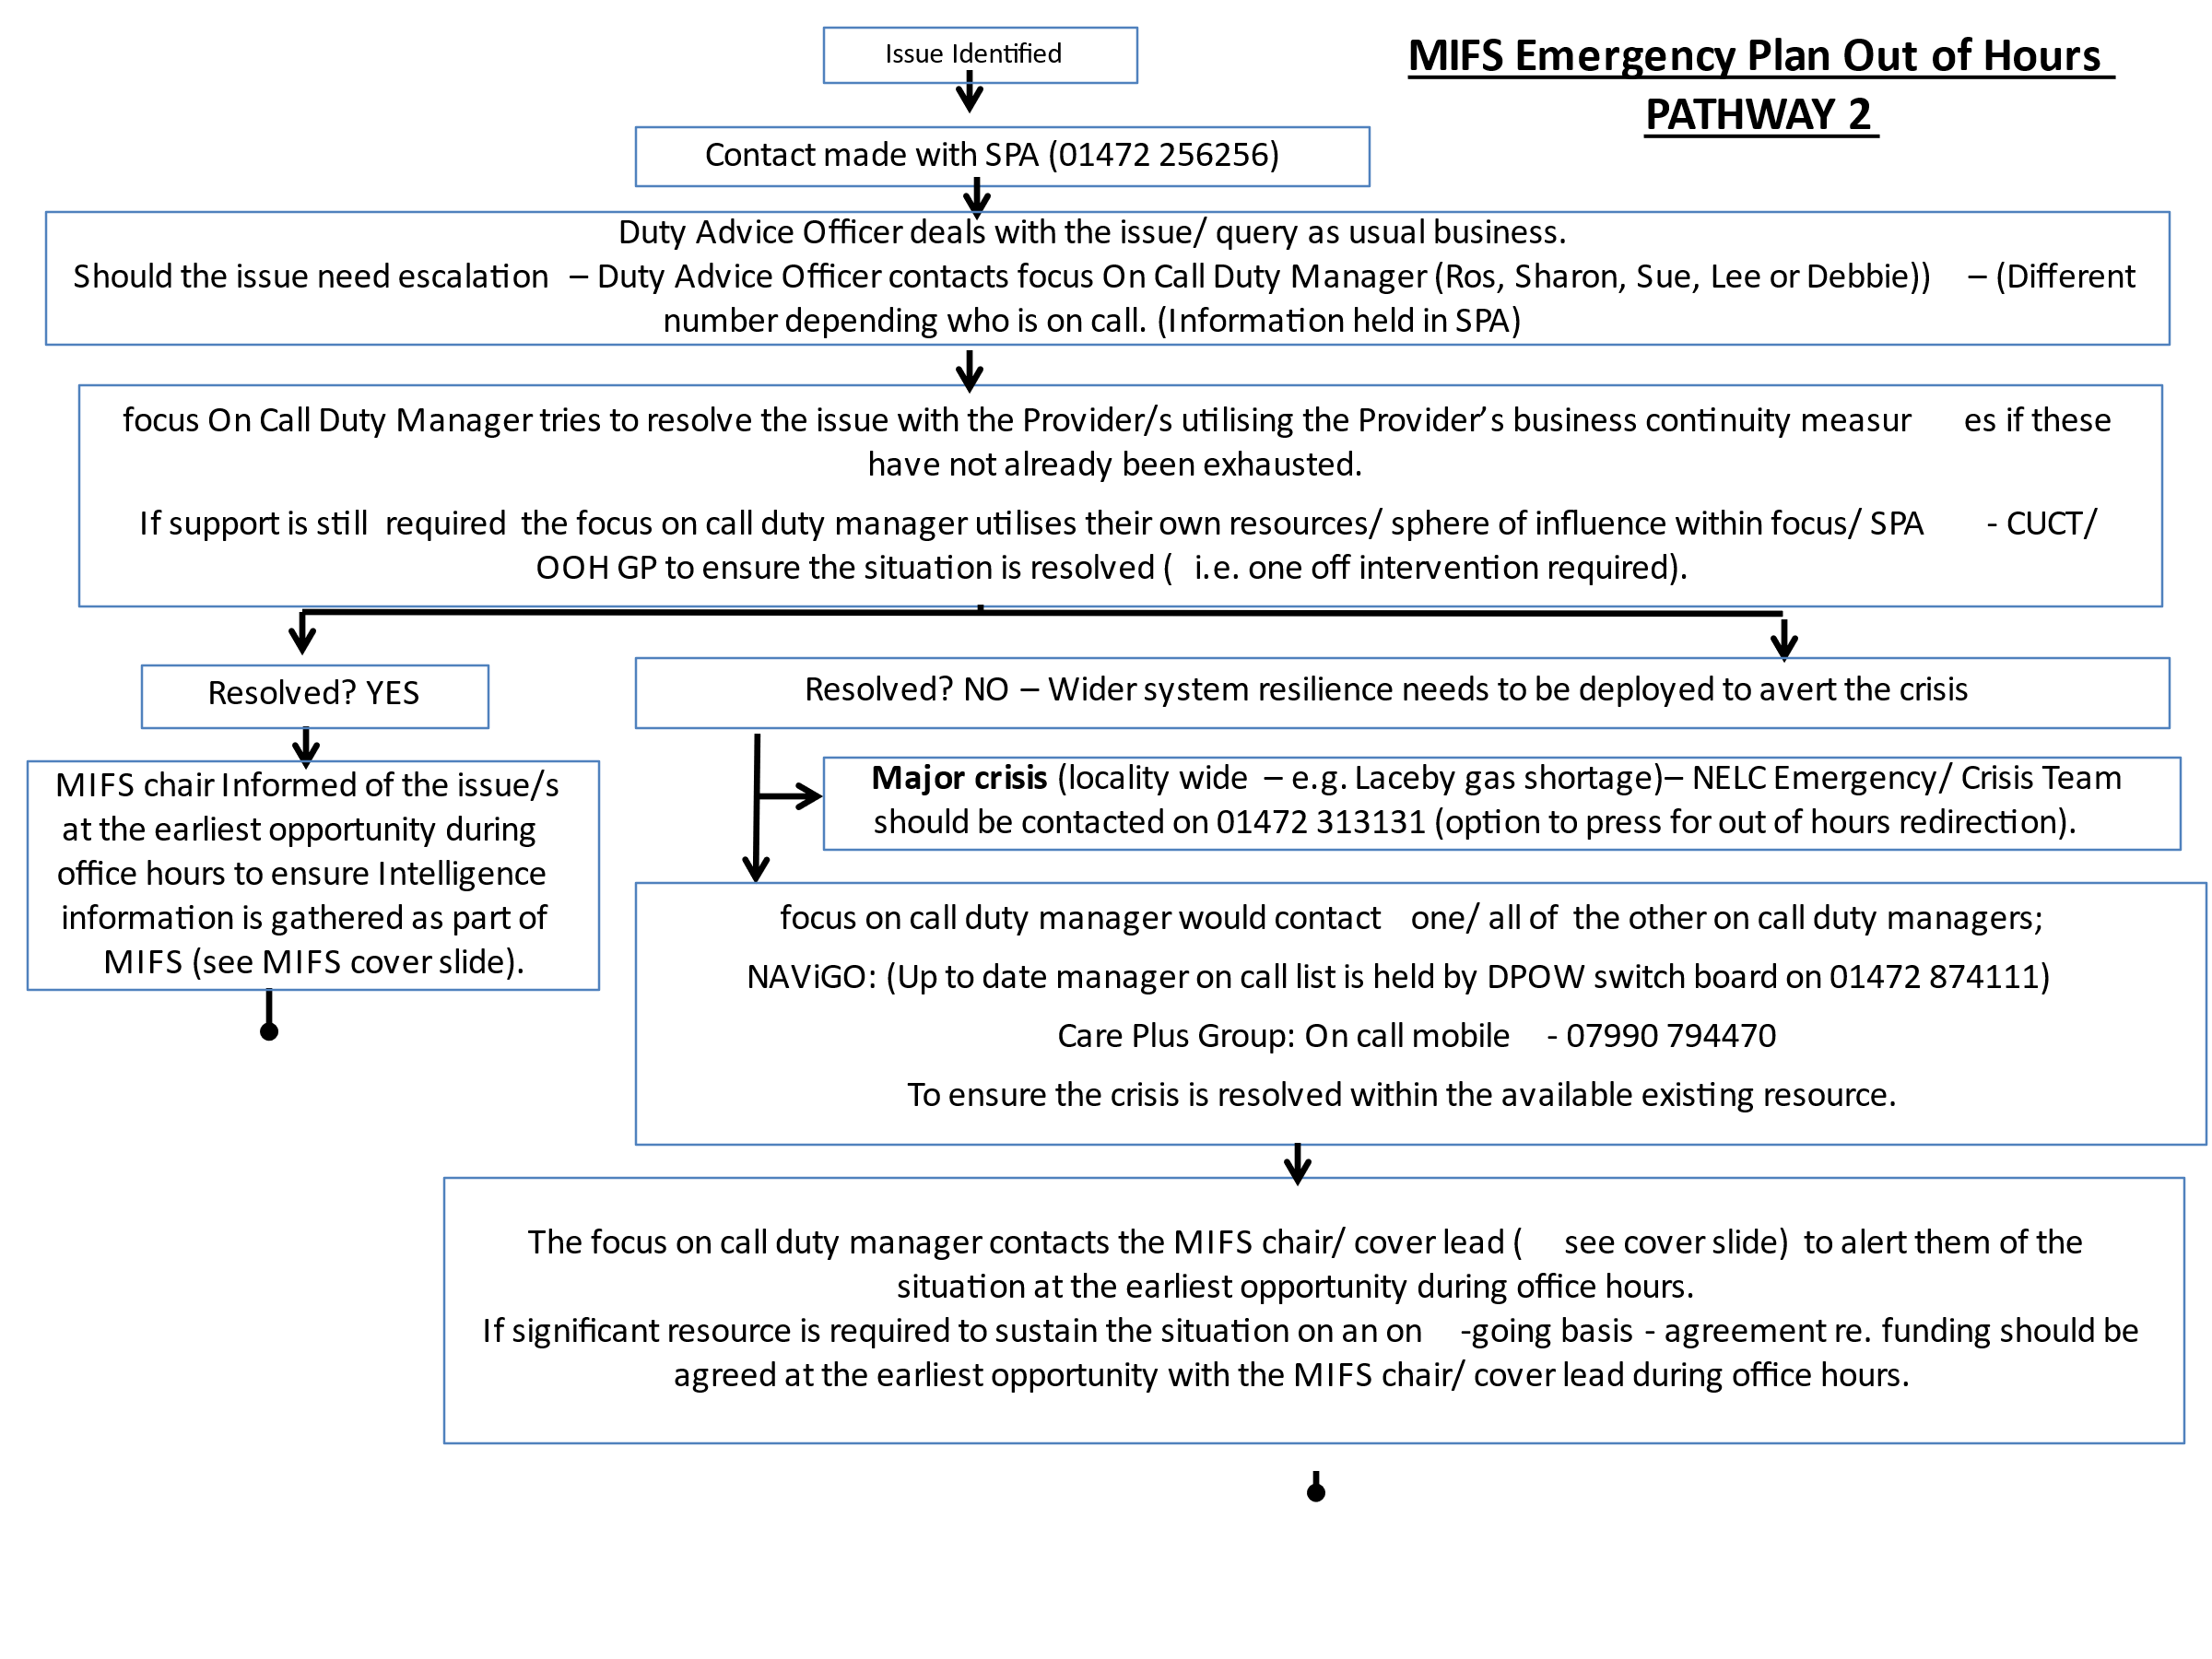 Issue Identified
MIFS Emergency Plan Out of Hours
PATHWAY 2
Contact made with SPA (01472 256256)
Duty Advice Officer deals with the issue/ query as usual business.
Should the issue need escalation – Duty Advice Officer contacts focus On Call Duty Manager (Ros, Sharon, Sue, Lee or Debbie)) – (Different
number depending who is on call. (Information held in SPA)
focus On Call Duty Manager tries to resolve the issue with the Provider/s utilising the Provider’s business continuity measur es if these
have not already been exhausted.
If support is still required the focus on call duty manager utilises their own resources/ sphere of influence within focus/ SPA - CUCT/
OOH GP to ensure the situation is resolved ( i.e. one off intervention required).
Resolved? YES
Resolved? NO – Wider system resilience needs to be deployed to avert the crisis
MIFS chair Informed of the issue/s
at the earliest opportunity during
office hours to ensure Intelligence
information is gathered as part of
MIFS (see MIFS cover slide).
Major crisis (locality wide – e.g. Laceby gas shortage)– NELC Emergency/ Crisis Team
should be contacted on 01472 313131 (option to press for out of hours redirection).
focus on call duty manager would contact one/ all of the other on call duty managers;
NAViGO: (Up to date manager on call list is held by DPOW switch board on 01472 874111)
Care Plus Group: On call mobile - 07990 794470
To ensure the crisis is resolved within the available existing resource.
The focus on call duty manager contacts the MIFS chair/ cover lead ( see cover slide) to alert them of the
situation at the earliest opportunity during office hours.
If significant resource is required to sustain the situation on an on -going basis - agreement re. funding should be
agreed at the earliest opportunity with the MIFS chair/ cover lead during office hours.